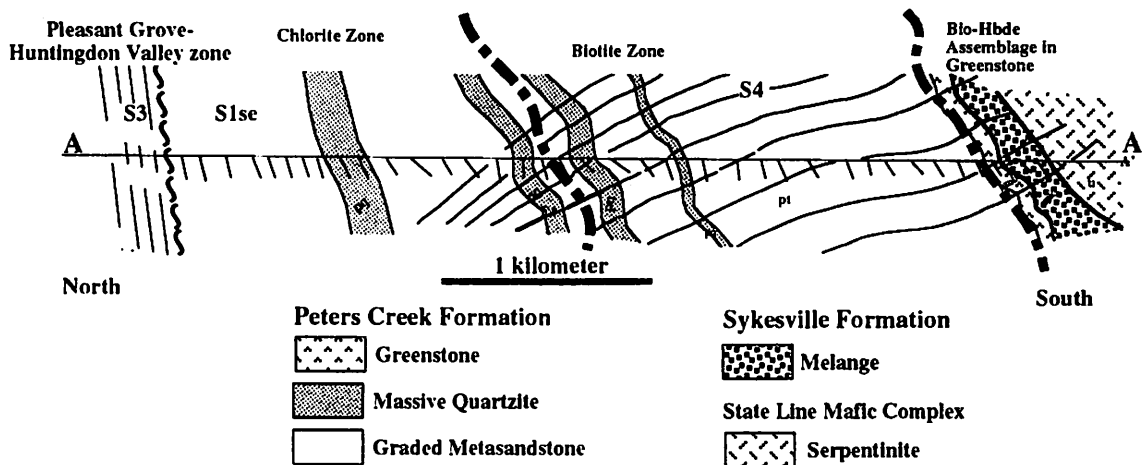 Pleasant Grove-
Huntingdon Valley zone
Chlorite Zone
Biotite Zone
Bio-Hbde
Assemblage in
Greenstone
S3
S1se
S4
A
A
pt
1 kilometer
North
South
Peters Creek Formation
Greenstone
Massive Quartzite
Graded Metasandstone
Sykesville Formation
Melange
State Line Mafic Complex
Serpentinite